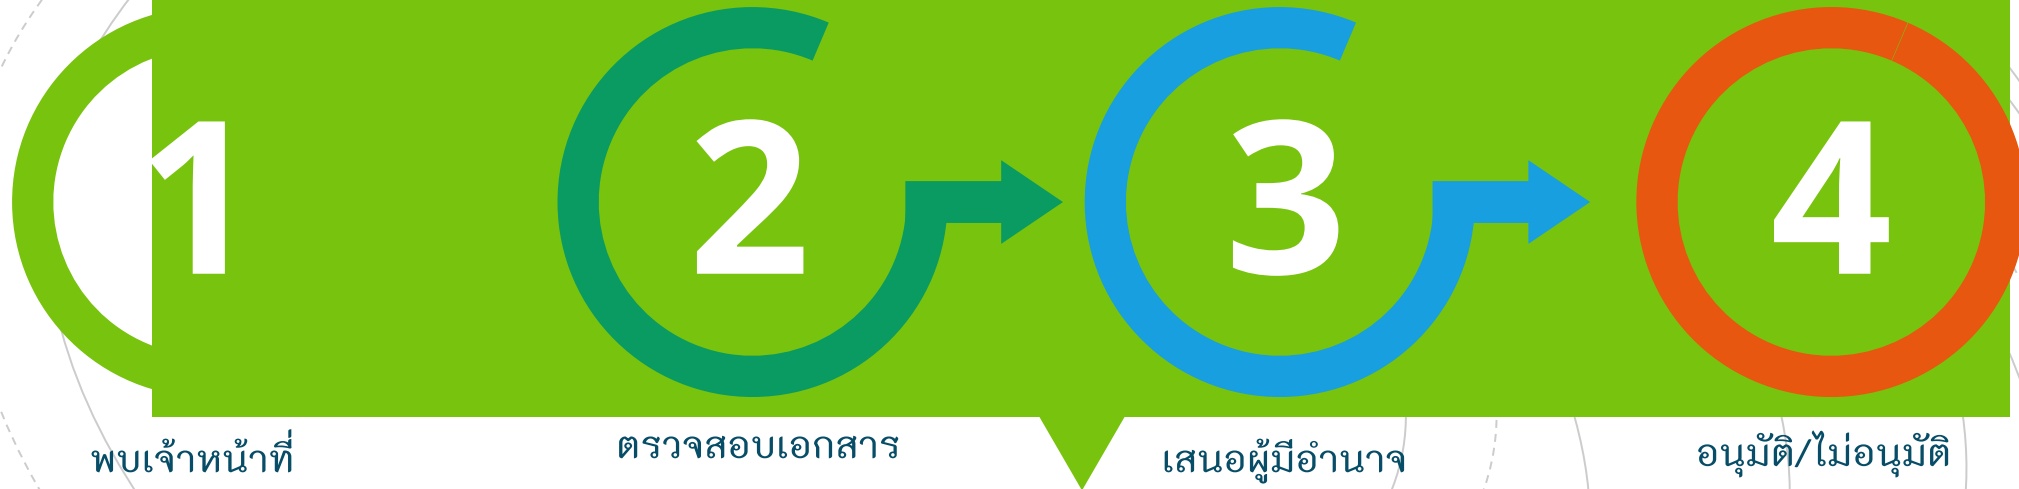 1
2
3
4
พบเจ้าหน้าที่
ตรวจสอบเอกสาร
เสนอผู้มีอำนาจ
อนุมัติ/ไม่อนุมัติ